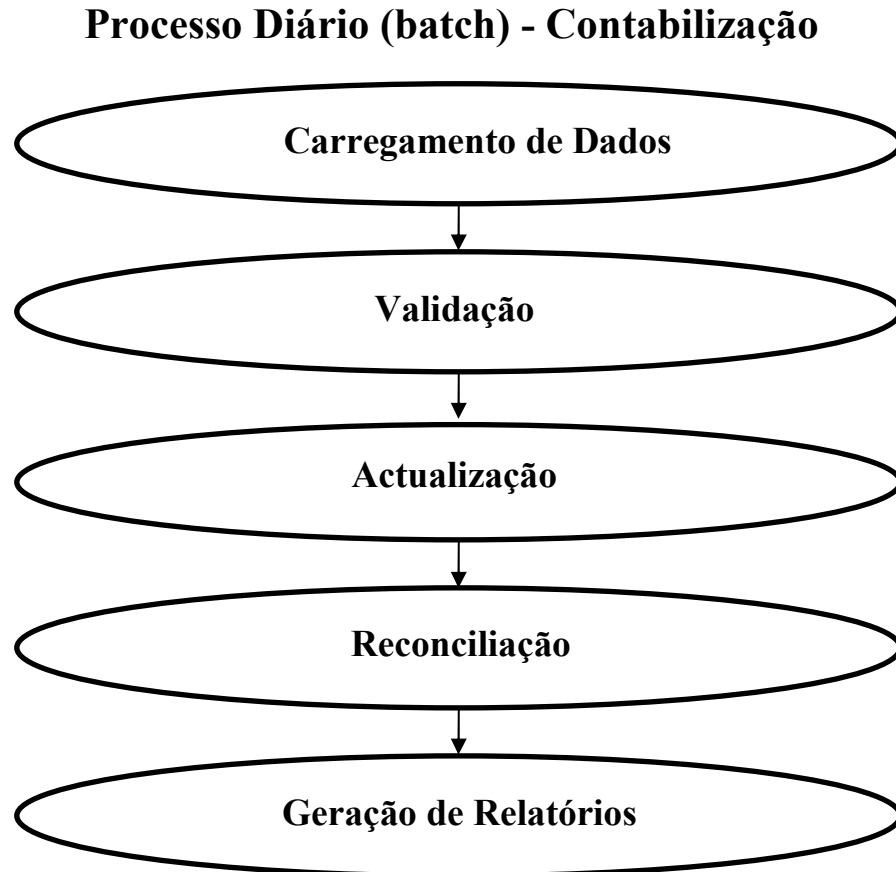 Processo Diário (batch) - Contabilização
Carregamento de Dados
Validação
Actualização
Reconciliação
Geração de Relatórios